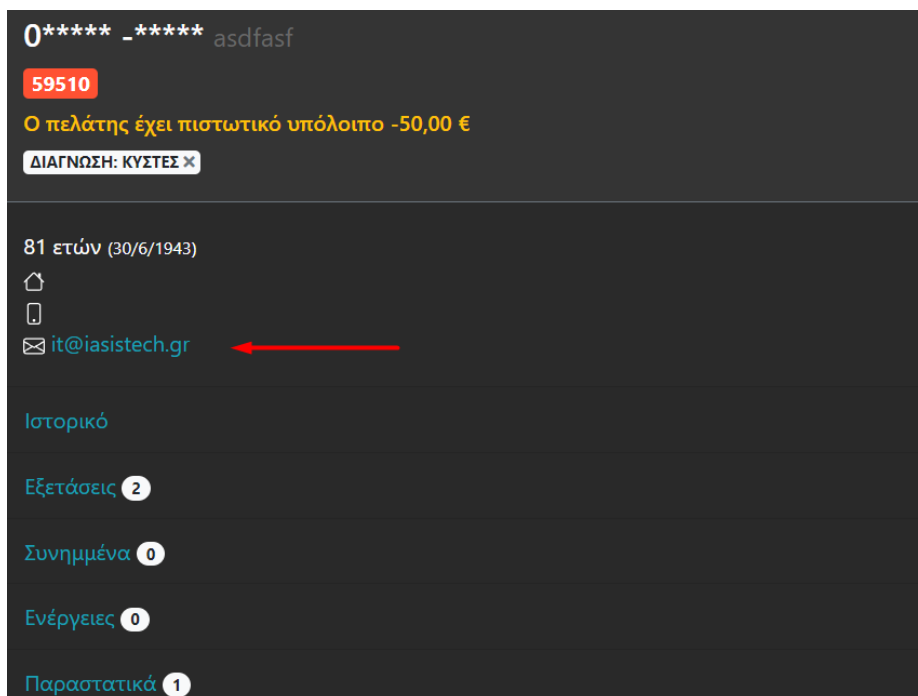 0***** -***** asdfasf
59510
Ο πελάτης έχει πιστωτικό υπόλοιπο -50,00 €
ΔΙΑΓΝΩΣΗ: ΚΥΣΤΕΣ ×
81 ετών (30/6/1943)
it@iasistech.gr
Ιστορικό
Εξετάσεις 2
Συνημμένα 0
Ενέργειες 0
Παραστατικά 1